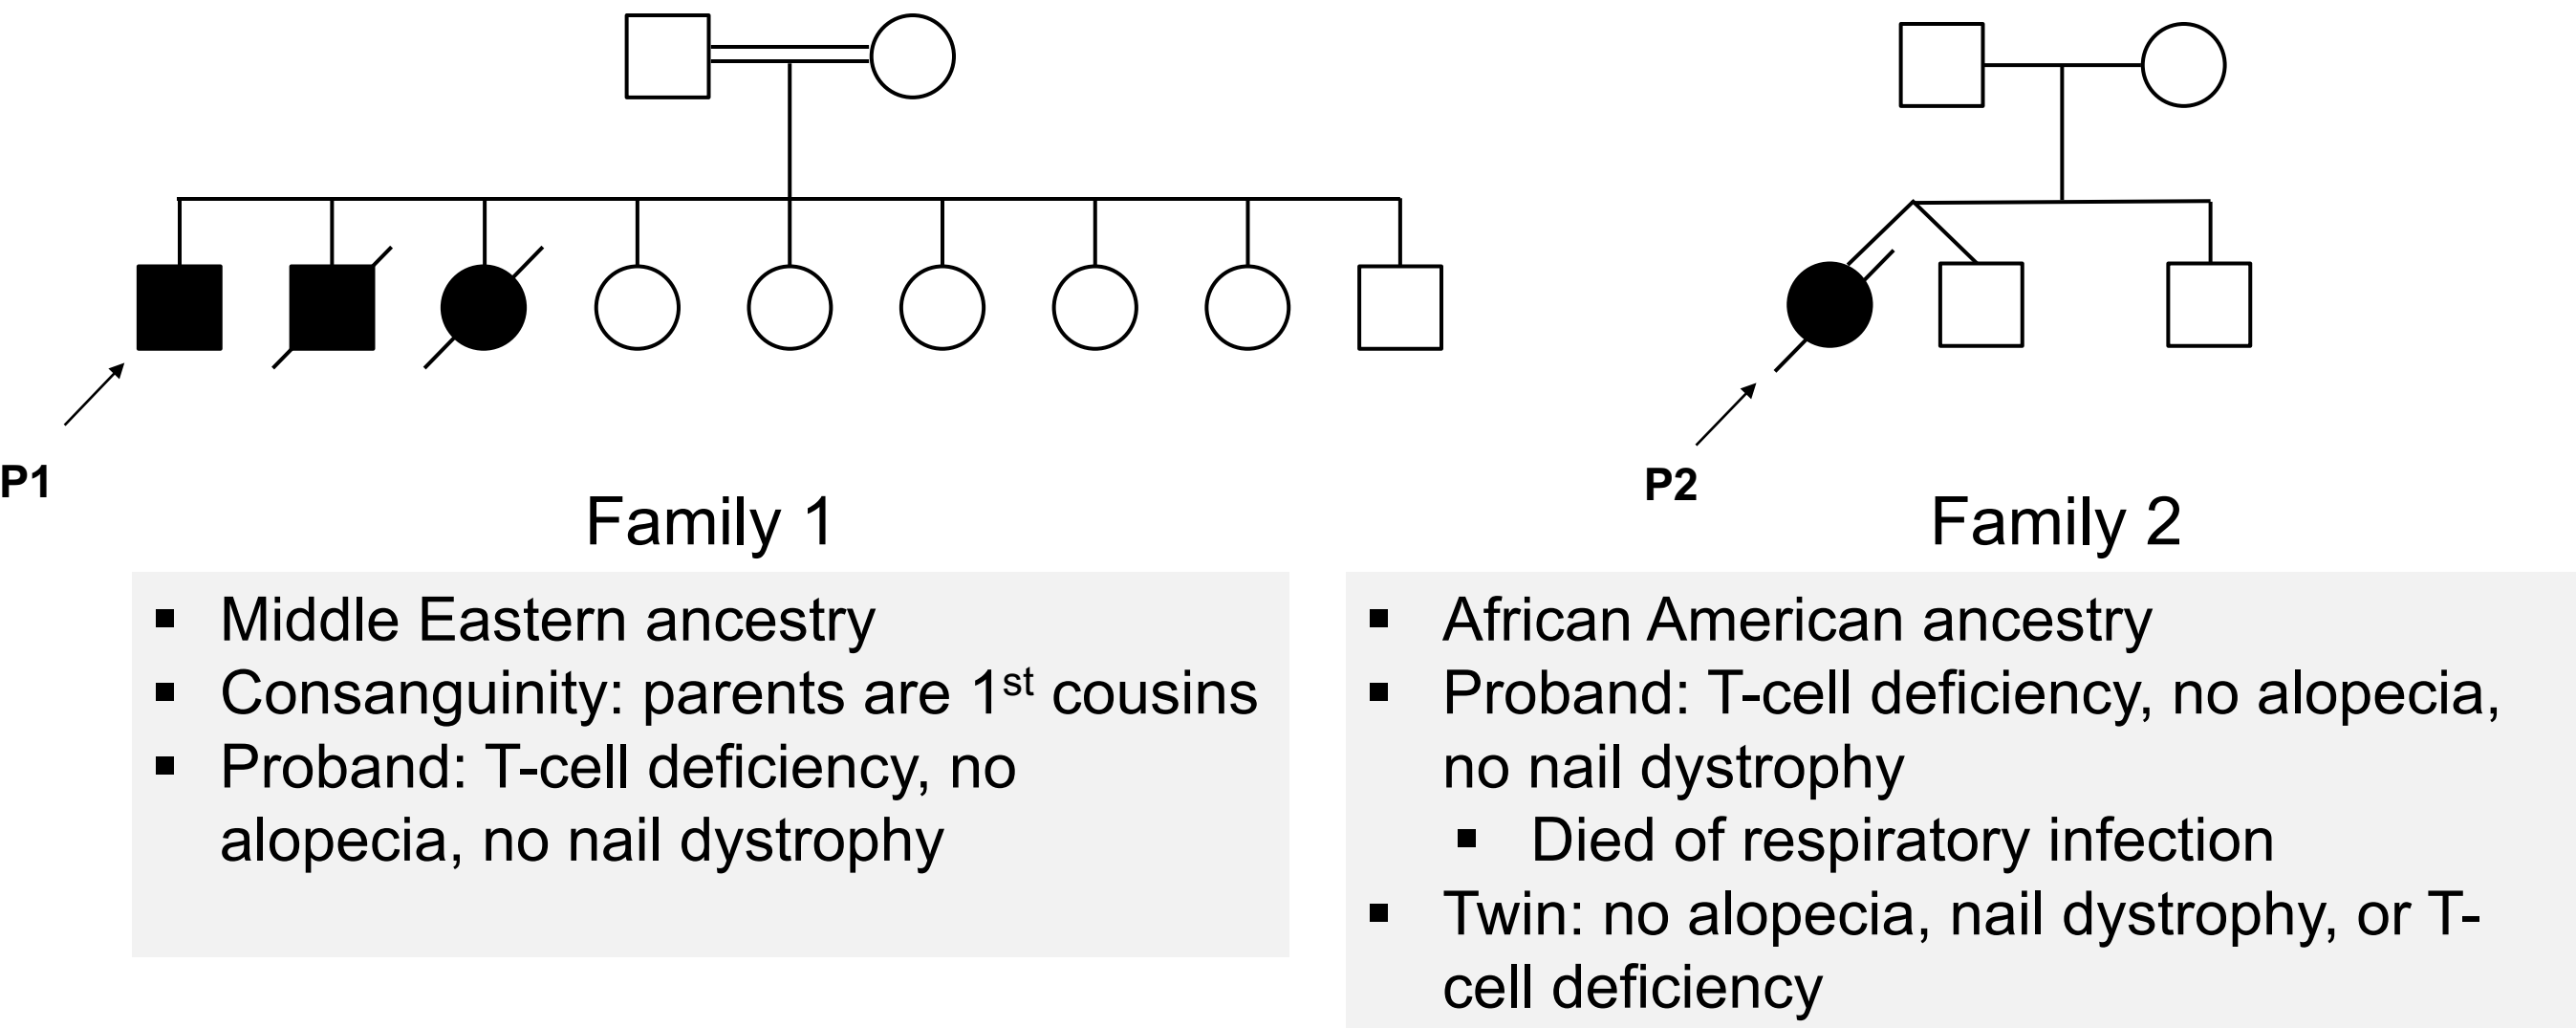 P1
P2
Family 1
Family 2
▪ Middle Eastern ancestry
▪ Consanguinity: parents are 1st cousins
▪ Proband: T-cell deficiency, no
alopecia, no nail dystrophy
▪ African American ancestry
▪ Proband: T-cell deficiency, no alopecia,
no nail dystrophy
▪ Died of respiratory infection
▪ Twin: no alopecia, nail dystrophy, or T-
cell deficiency